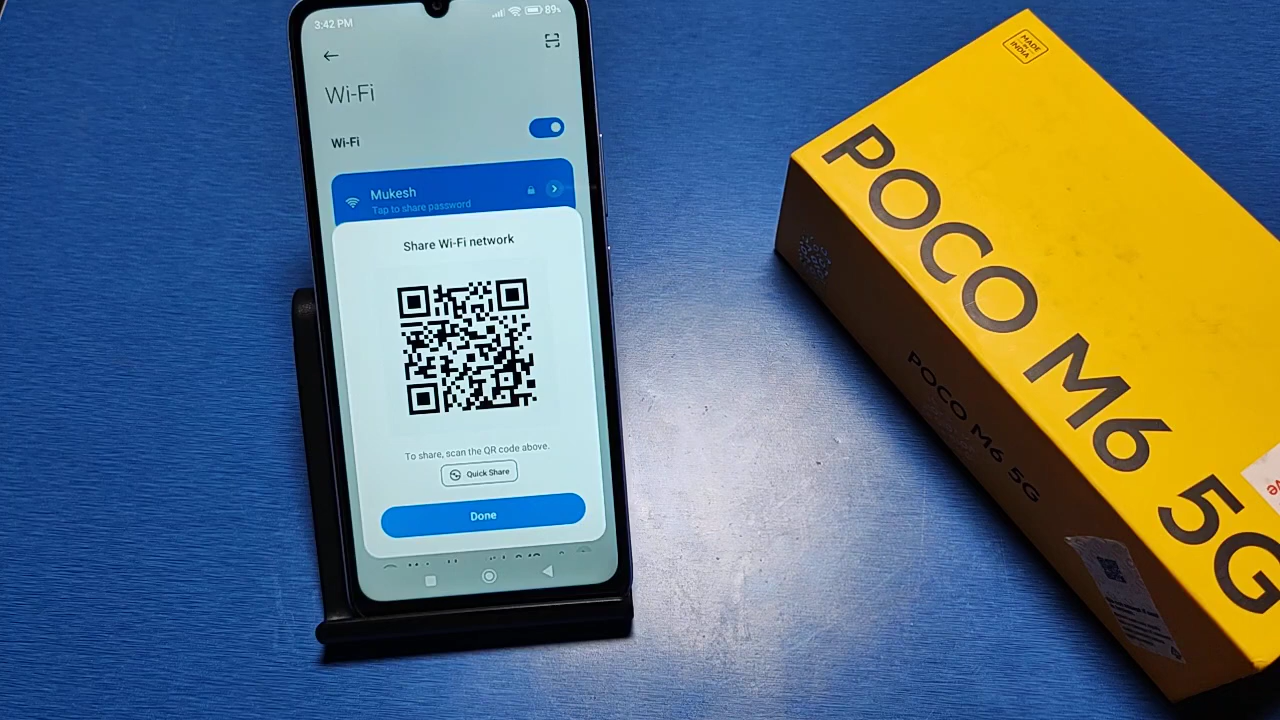 3:42 PM
89%
Wi-Fi
Wi-Fi
Mukesh
Tap to share password
Share Wi-Fi network
To share, scan the QR code above.
Quick Share
Done
MADE
IN
INDIA
POCO M6 5G
POCO M6 5G